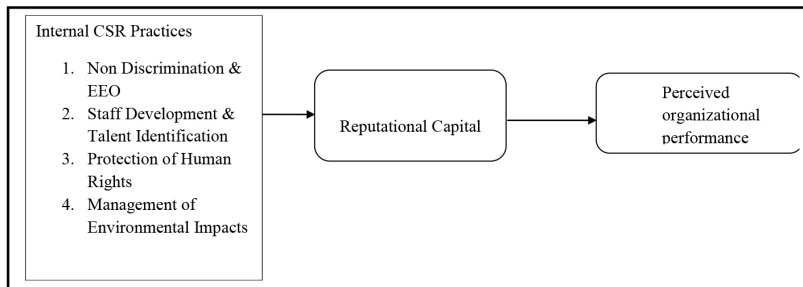 Internal CSR Practices
1. Non Discrimination &
EEO
2. Staff Development &
Talent Identification
3. Protection of Human
Rights
4. Management of
Environmental Impacts
Reputational Capital
Perceived
organizational
performance